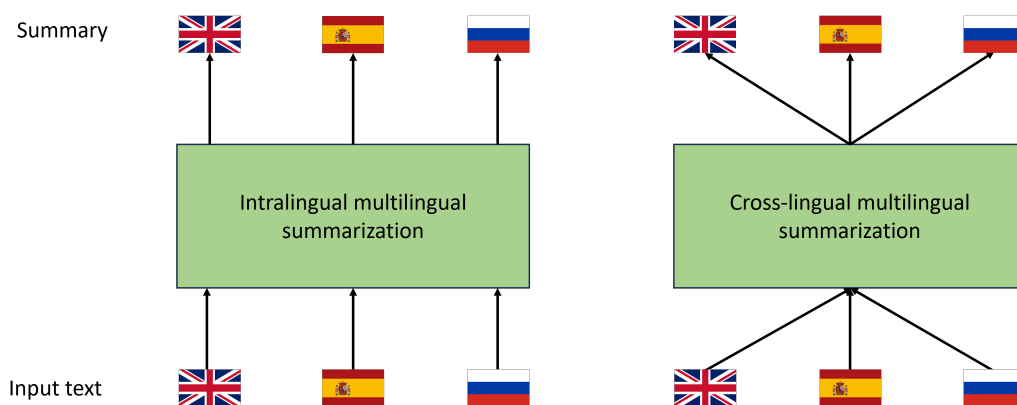 Summary
Intralingual multilingual
summarization
Cross-lingual multilingual
summarization
Input text